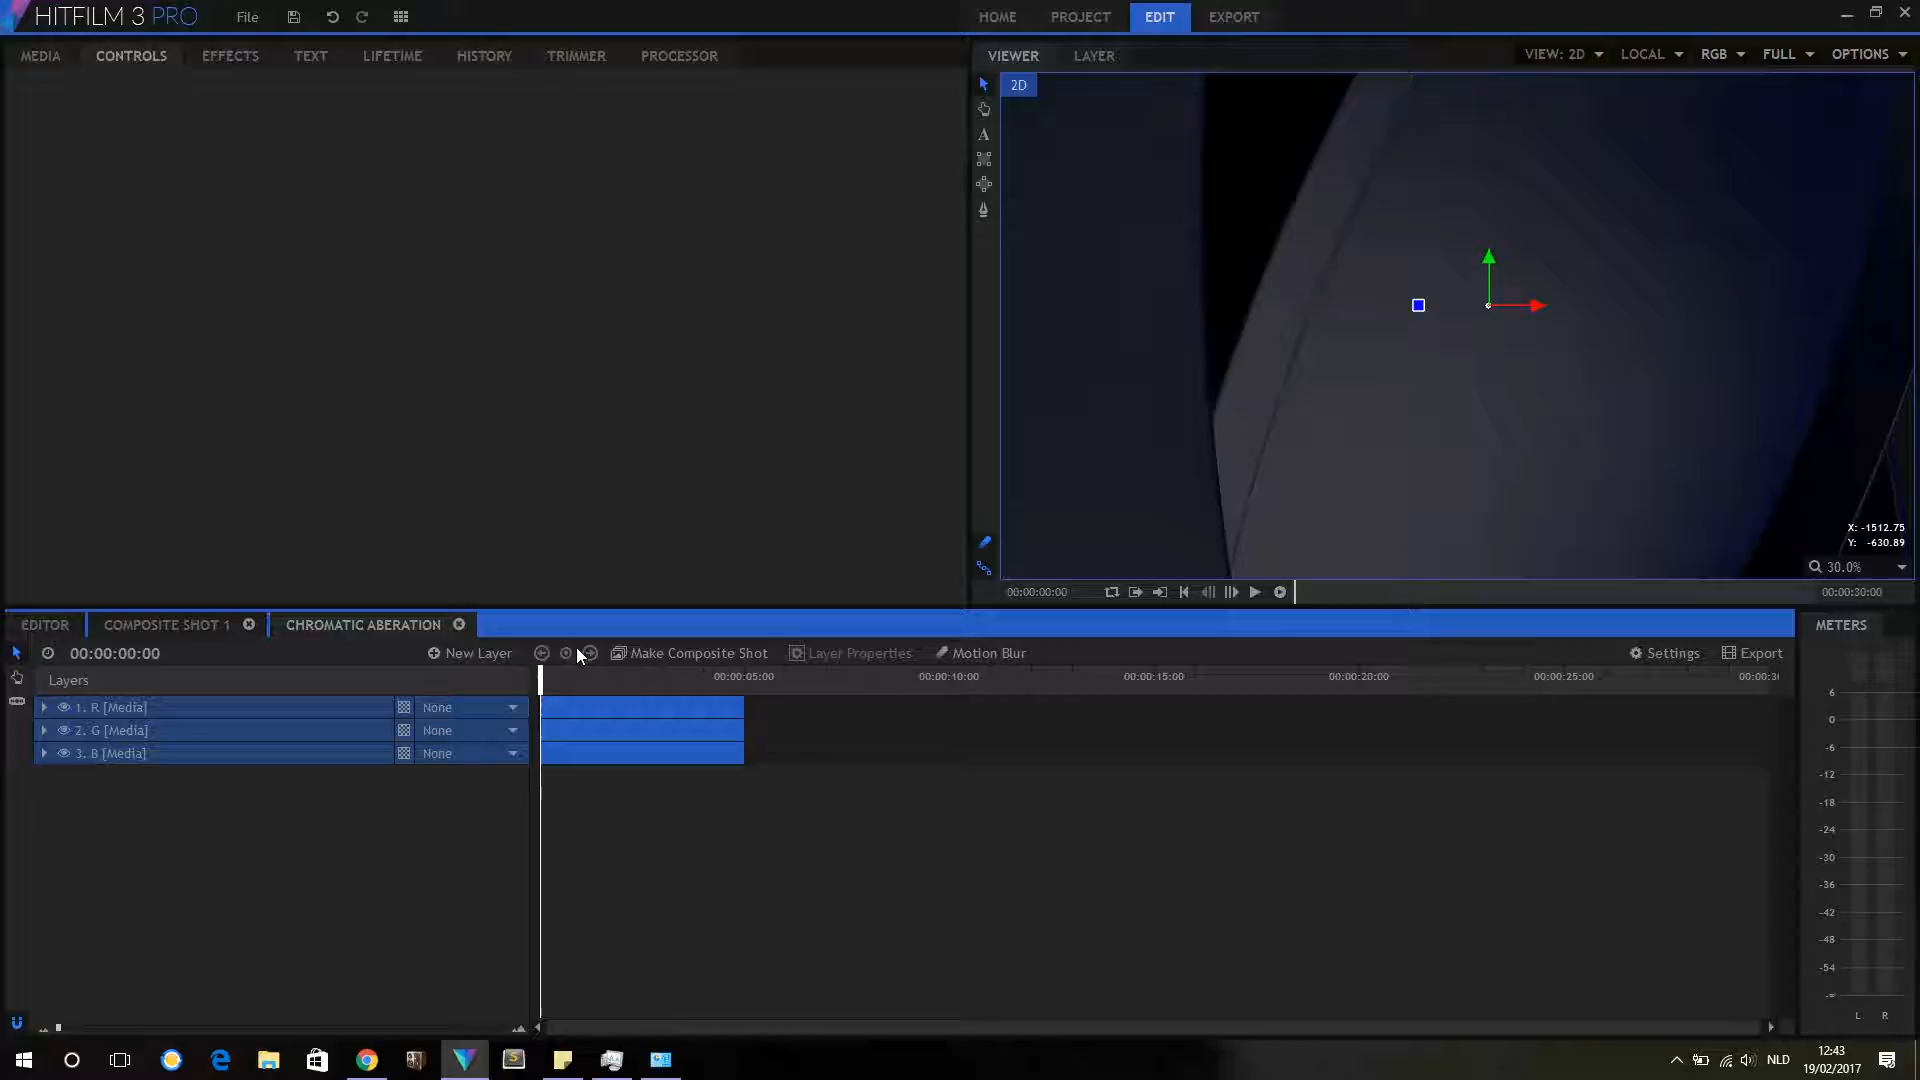 HITFILM 3 PRO
File
HOME PROJECT EDIT EXPORT
MEDIA CONTROLS EFFECTS TEXT LIFETIME HISTORY TRIMMER PROCESSOR
VIEWER LAYER
VIEW: 2D LOCAL RGB FULL OPTIONS
2D
A
X: -1512.75
Y: -630.89
30.0%
00:00:00:00
00:00:30:00
EDITOR COMPOSITE SHOT 1 CHROMATIC ABERATION
METERS
00:00:00:00 New Layer Make Composite Shot Layer Properties Motion Blur Settings Export
Layers
00:00:05:00 00:00:10:00 00:00:15:00 00:00:20:00 00:00:25:00
1. R [Media] None
2. G [Media] None
3. B [Media] None
6
0
-6
-12
-18
-24
-30
-36
-42
-48
-54
-∞
L R
NLD
12:43
19/02/2017